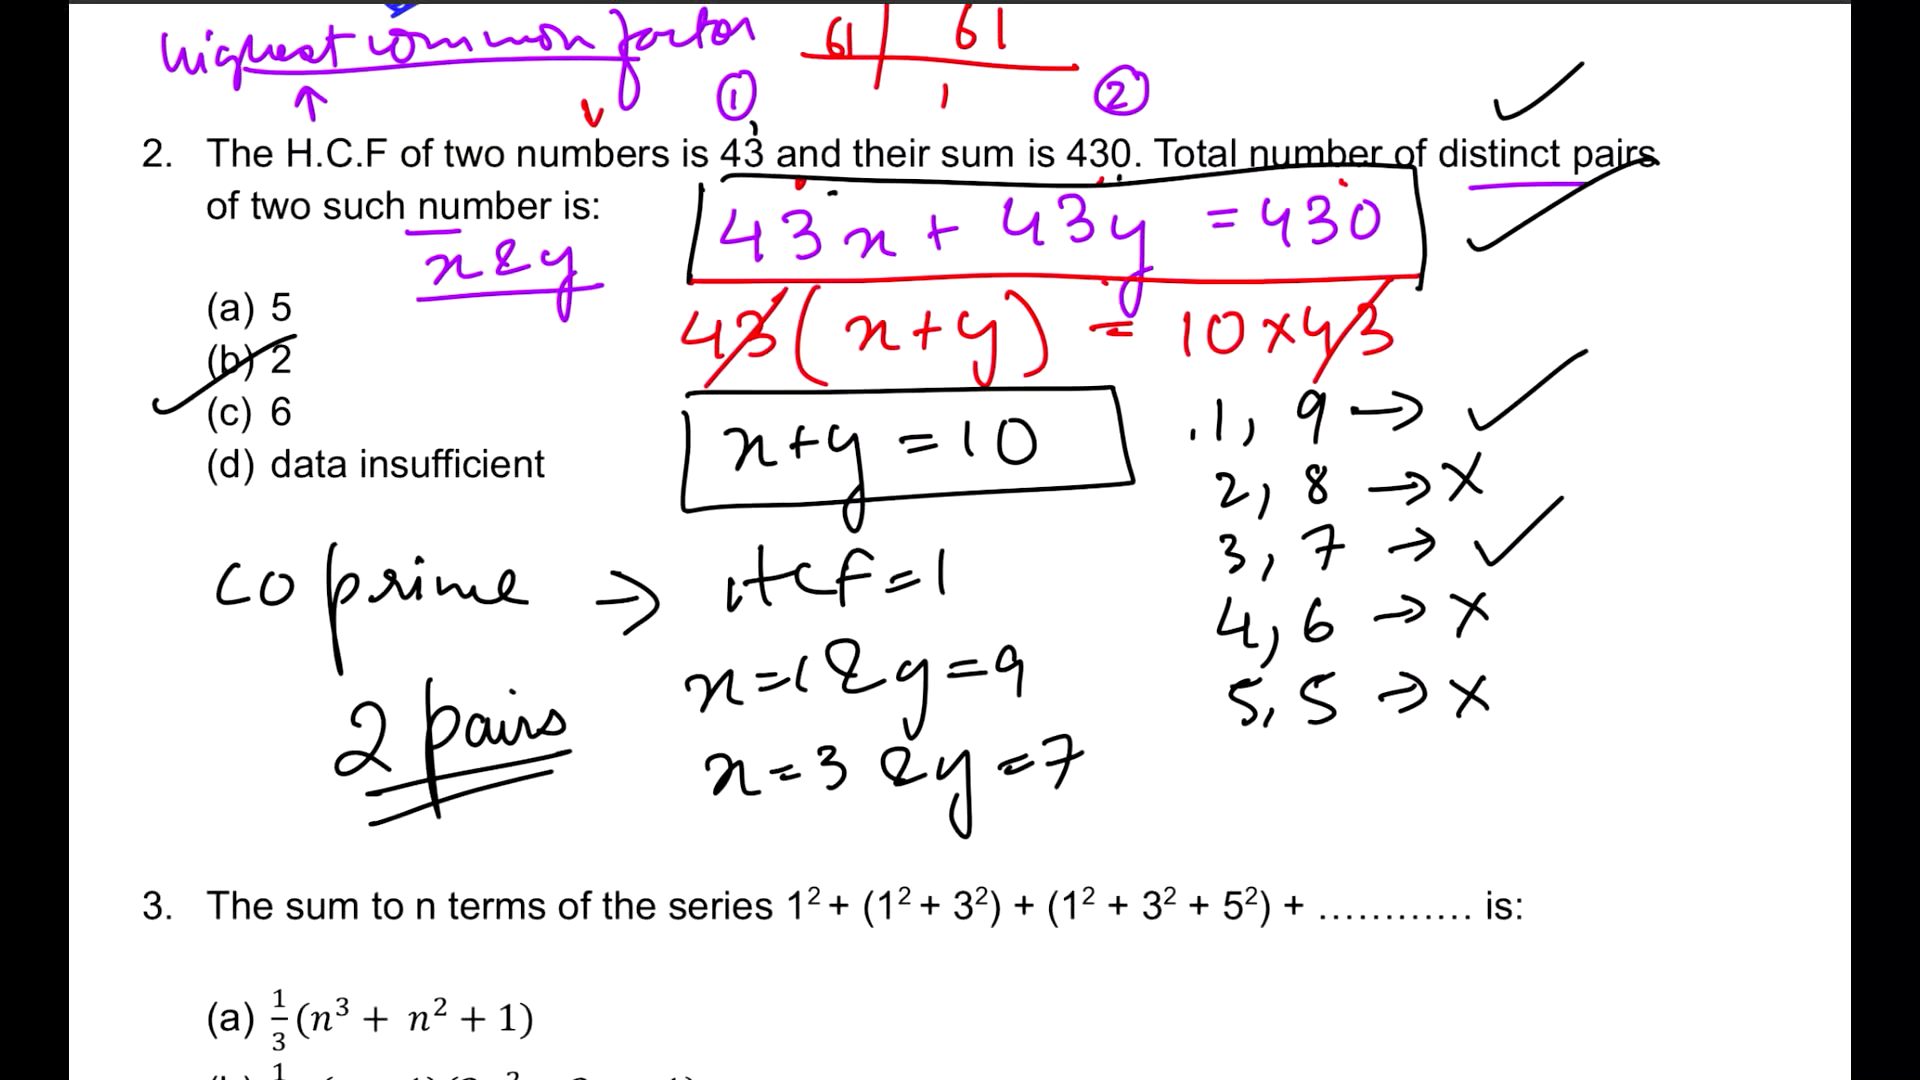 highest common factor 61 | 61
① 1 ②
2. The H.C.F of two numbers is 43 and their sum is 430. Total number of distinct pairs
of two such number is:
43x + 43y = 430
x & y
(a) 5
43(x+y) = 10×43
(b) 2
(c) 6
x+y = 10
(d) data insufficient
1, 9 → ✓
2, 8 → x
3, 7 → ✓
4, 6 → x
5, 5 → x
co prime → HCF=1
x=1 & y=9
2 pairs
x=3 & y=7
3. The sum to n terms of the series 1² + (1² + 3²) + (1² + 3² + 5²) + ………… is:
(a) 1/3 (n³ + n² + 1)